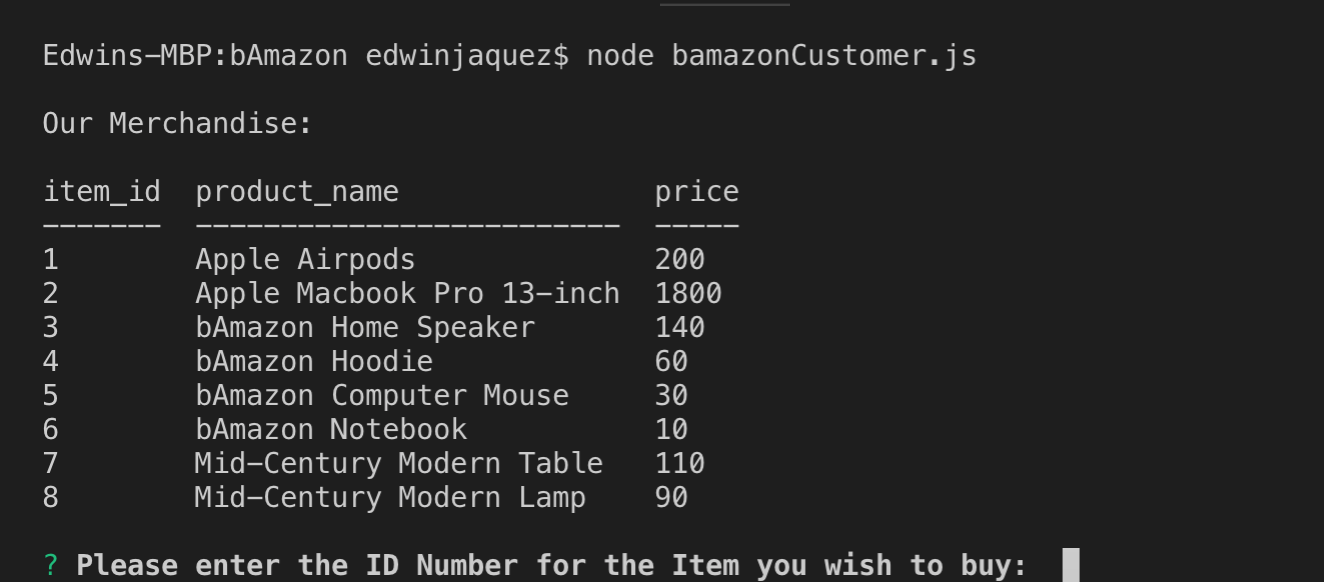 Edwins-MBP:bAmazon edwinjaquez$ node bamazonCustomer.js
Our Merchandise:
item_id  product_name             price
-------  -------------------------  -----
1        Apple Airpods              200
2        Apple Macbook Pro 13-inch  1800
3        bAmazon Home Speaker       140
4        bAmazon Hoodie             60
5        bAmazon Computer Mouse     30
6        bAmazon Notebook           10
7        Mid-Century Modern Table   110
8        Mid-Century Modern Lamp    90
? Please enter the ID Number for the Item you wish to buy: